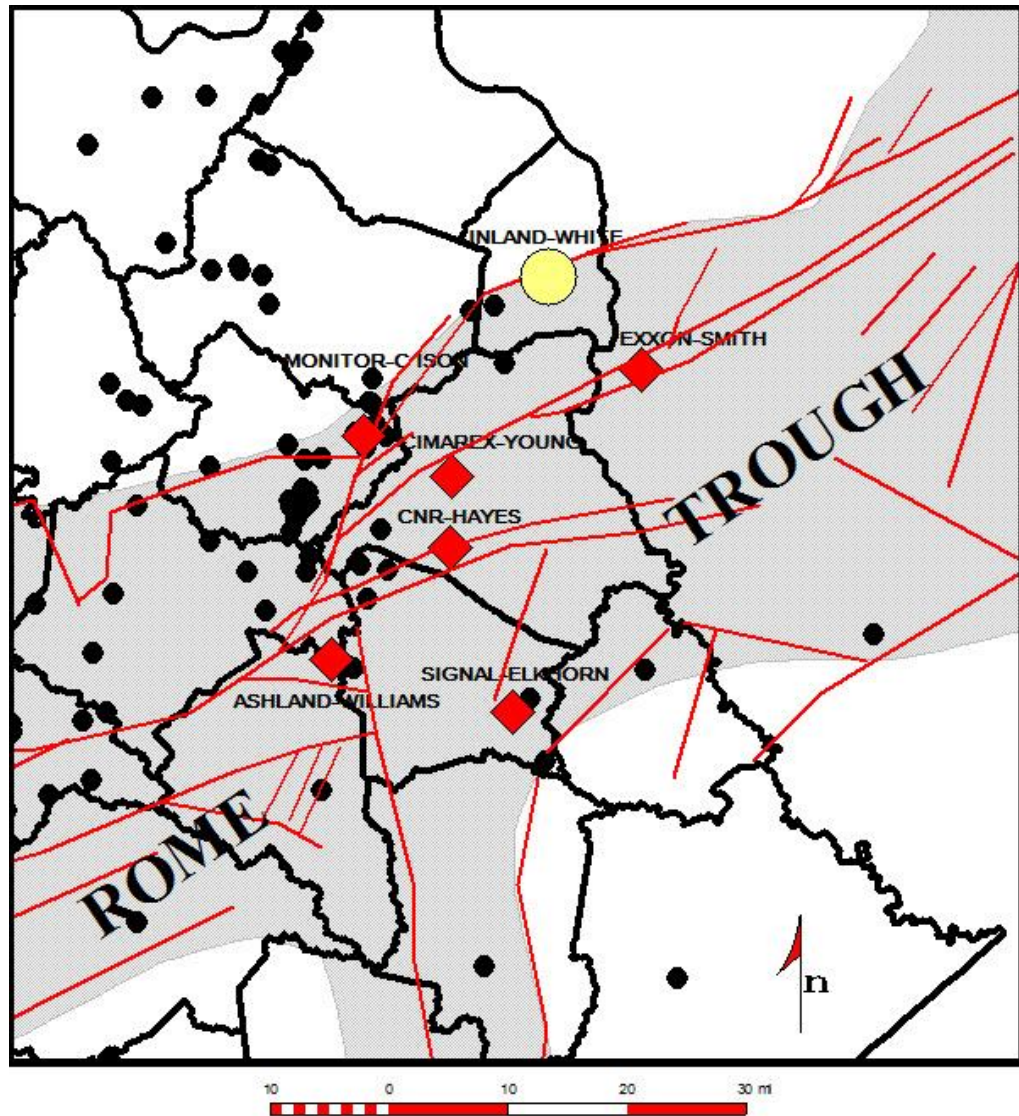 INLAND-WHITE
EXXON-SMITH
MONITOR-C ISON
CIMAREX-YOUNG
CNR-HAYES
TROUGH
SIGNAL-ELKHORN
ASHLAND-WILLIAMS
ROME
n
10 0 10 20 30 mi